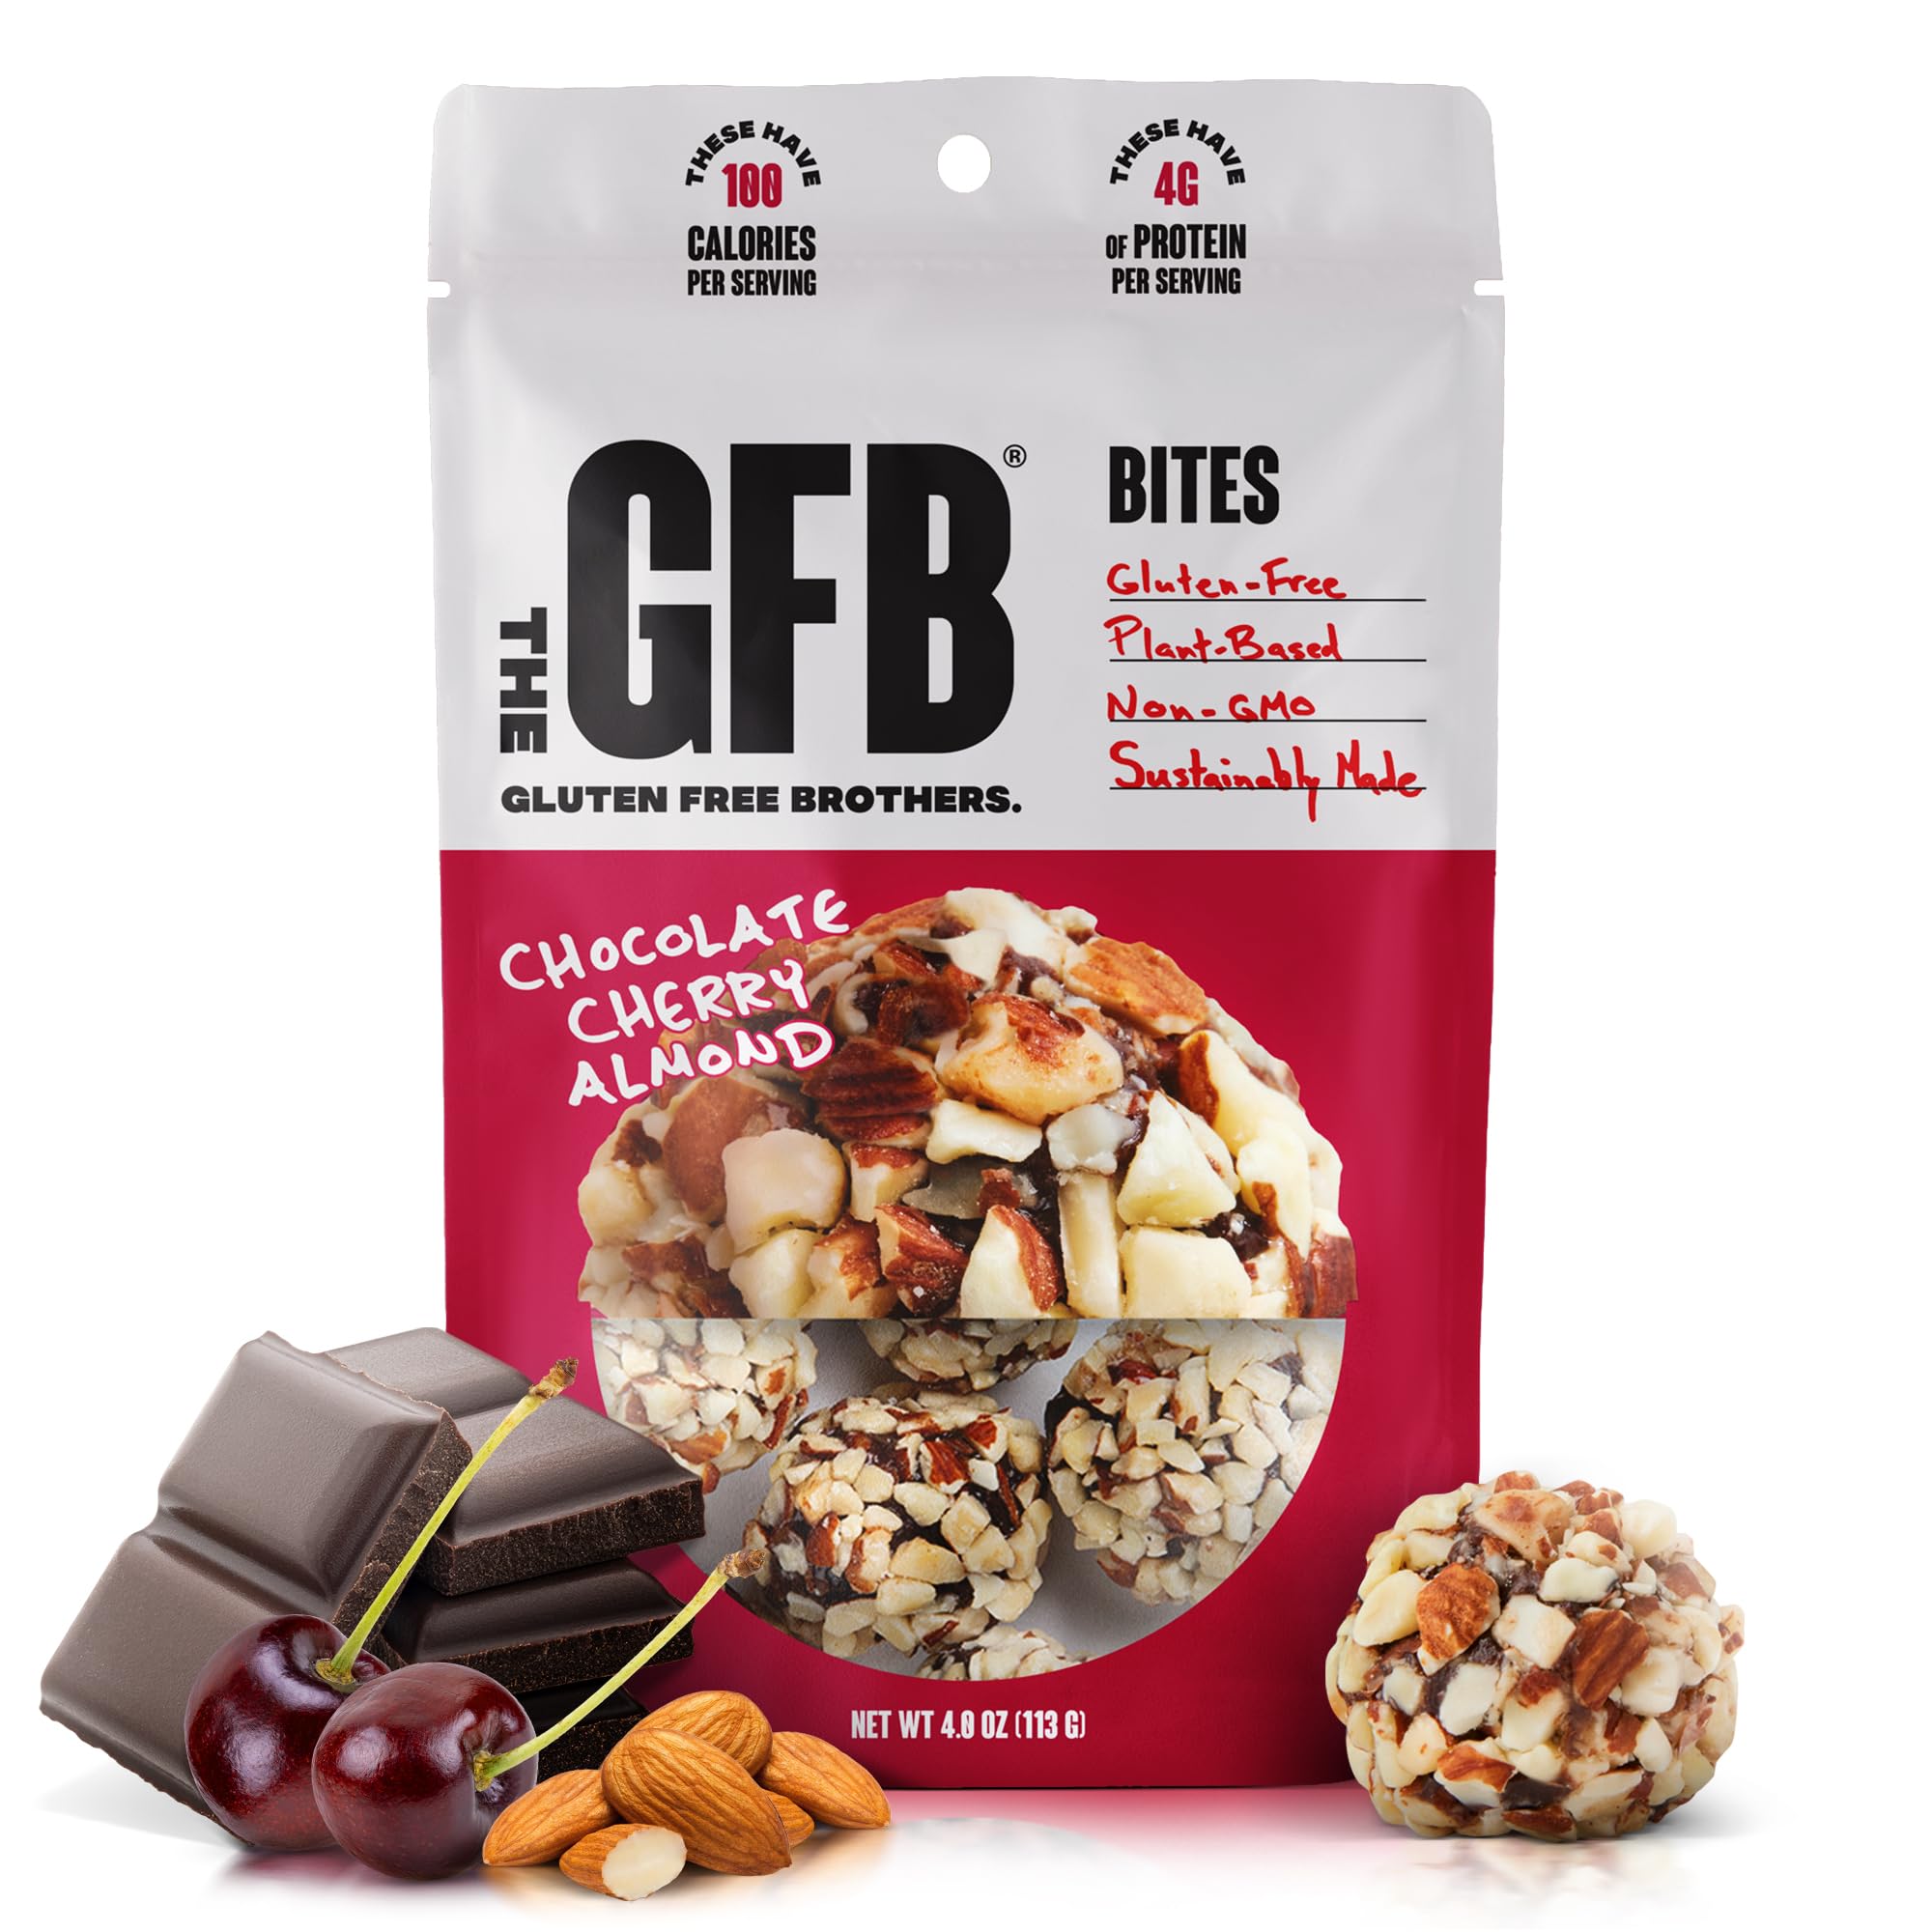 THESE HAVE
100
CALORIES
PER SERVING
THESE HAVE
4G
OF PROTEIN
PER SERVING
THE GFB®
GLUTEN FREE BROTHERS.
BITES
Gluten-Free
Plant-Based
Non-GMO
Sustainably Made
CHOCOLATE
CHERRY
ALMOND
NET WT 4.0 OZ (113 G)